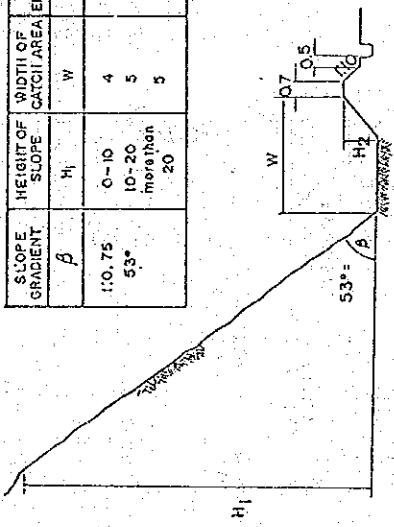 SLOPE GRADIENT
HEIGHT OF SLOPE
WIDTH OF CATCH AREA
β
H₁
W
1:0.75
53°
0-10
4
10-20
5
more than 20
5
H₁
53°=
β
W
H₂
0.7
0.5